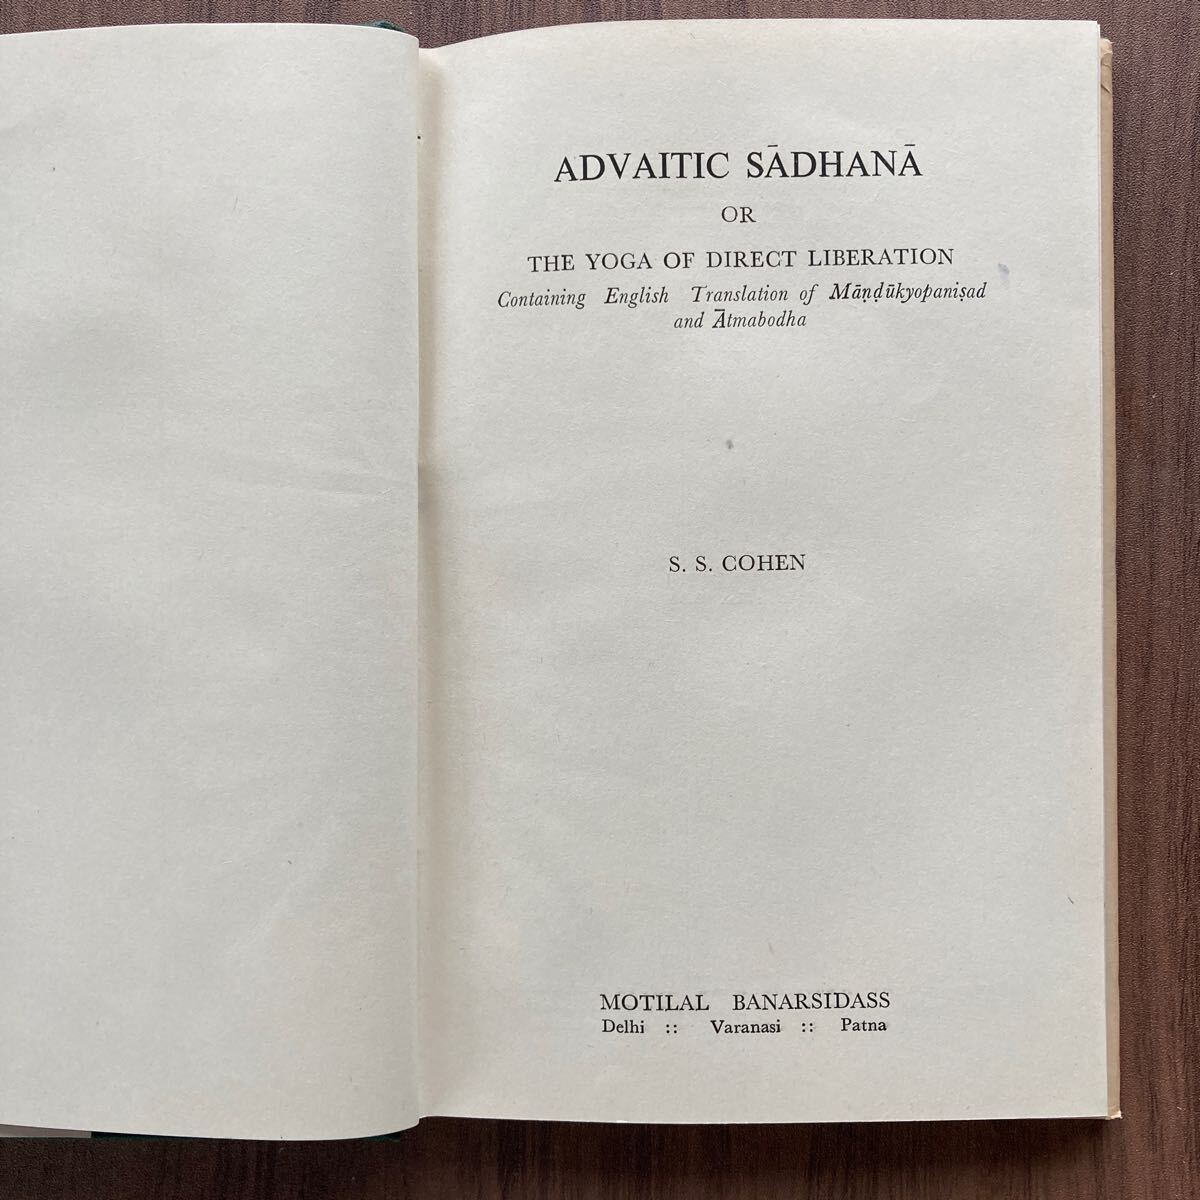 ADVAITIC SĀDHANĀ
OR
THE YOGA OF DIRECT LIBERATION
Containing English Translation of Māṇḍūkyopaniṣad
and Ātmabodha
S. S. COHEN
MOTILAL BANARSIDASS
Delhi :: Varanasi :: Patna